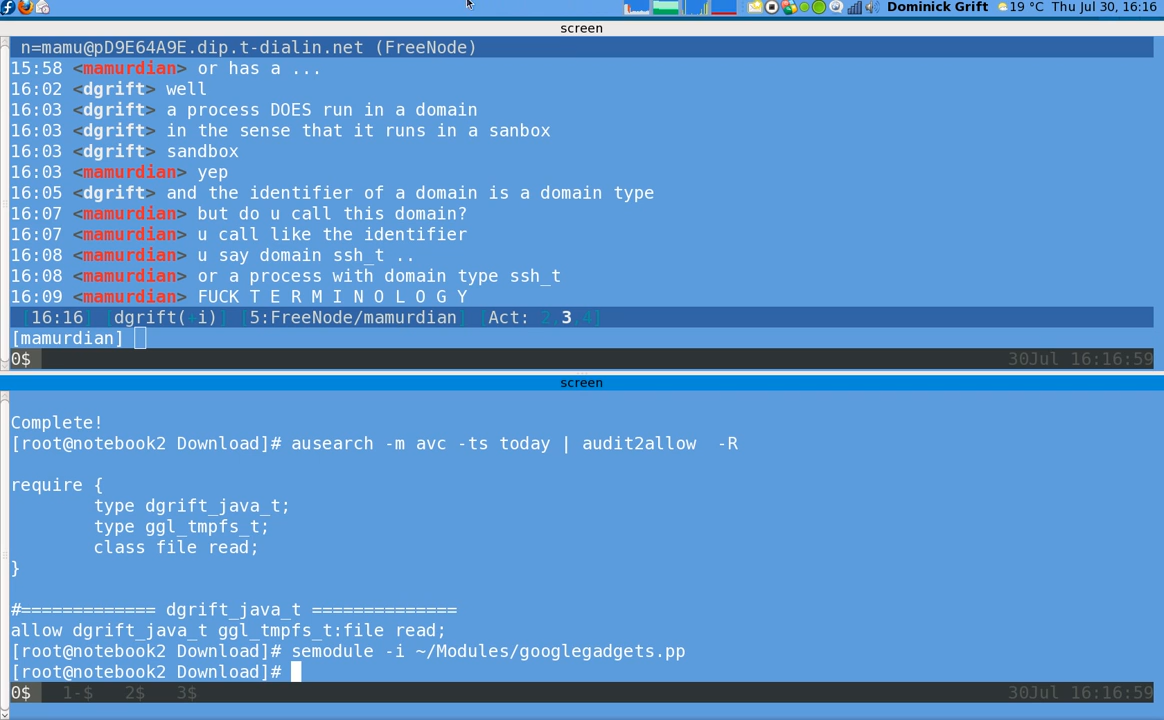 Dominick Grift 19 °C Thu Jul 30, 16:16
screen
n=mamu@pD9E64A9E.dip.t-dialin.net (FreeNode)
15:58 <mamurdian> or has a ...
16:02 <dgrift> well
16:03 <dgrift> a process DOES run in a domain
16:03 <dgrift> in the sense that it runs in a sanbox
16:03 <dgrift> sandbox
16:03 <mamurdian> yep
16:05 <dgrift> and the identifier of a domain is a domain type
16:07 <mamurdian> but do u call this domain?
16:07 <mamurdian> u call like the identifier
16:08 <mamurdian> u say domain ssh_t ..
16:08 <mamurdian> or a process with domain type ssh_t
16:09 <mamurdian> FUCK T E R M I N O L O G Y
[16:16] [dgrift(+i)] [5:FreeNode/mamurdian] [Act: 2,3,4]
[mamurdian]
0$ 30Jul 16:16:59
screen
Complete!
[root@notebook2 Download]# ausearch -m avc -ts today | audit2allow  -R
require {
type dgrift_java_t;
type ggl_tmpfs_t;
class file read;
}
#============= dgrift_java_t ==============
allow dgrift_java_t ggl_tmpfs_t:file read;
[root@notebook2 Download]# semodule -i ~/Modules/googlegadgets.pp
[root@notebook2 Download]#
0$ 1-$ 2$ 3$ 30Jul 16:16:59